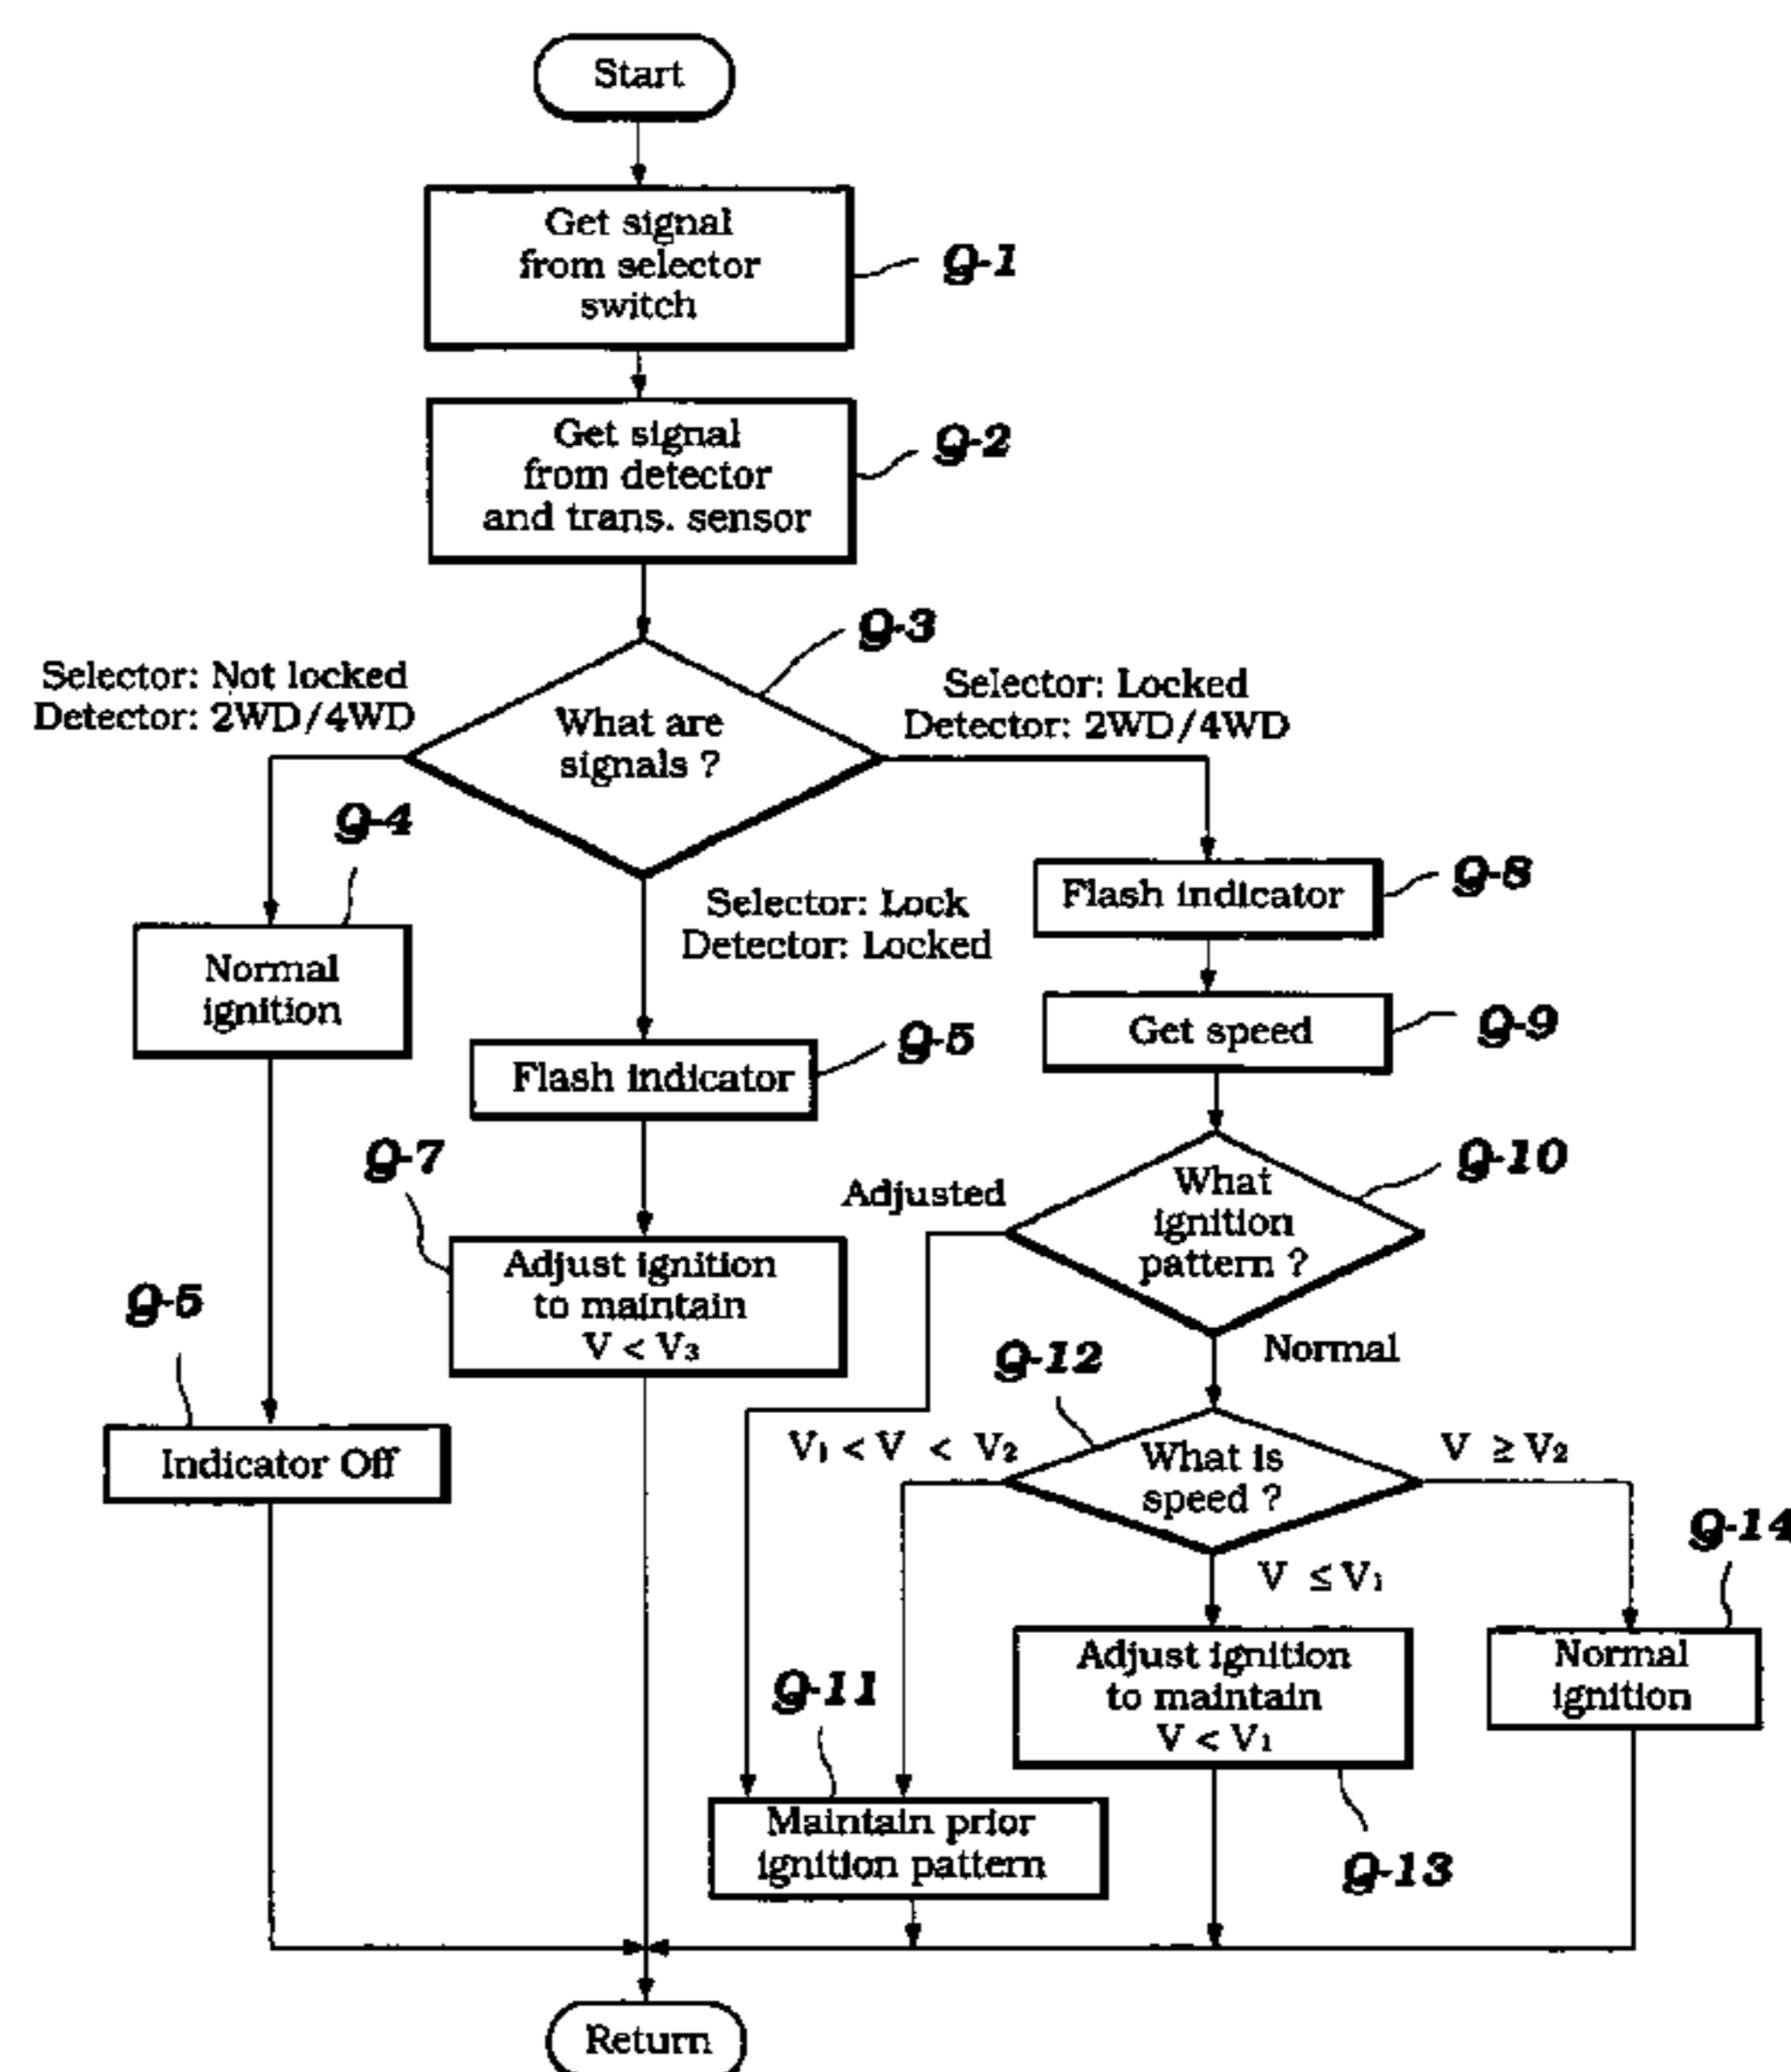 Start
Get signal
from selector
switch
Q-1
Get signal
from detector
and trans. sensor
Q-2
Q-3
Selector: Not locked
Detector: 2WD/4WD
What are
signals ?
Selector: Locked
Detector: 2WD/4WD
Q-4
Normal
ignition
Selector: Lock
Detector: Locked
Flash indicator
Q-8
Get speed
Q-9
Flash indicator
Q-5
Q-7
Adjust ignition
to maintain
V < V3
Adjusted
What
ignition
pattern ?
Q-10
Normal
Q-5
Indicator Off
Q-12
V1 < V < V2
What is
speed ?
V ≥ V2
V ≤ V1
Q-14
Normal
ignition
Adjust ignition
to maintain
V < V1
Q-13
Q-11
Maintain prior
ignition pattern
Return